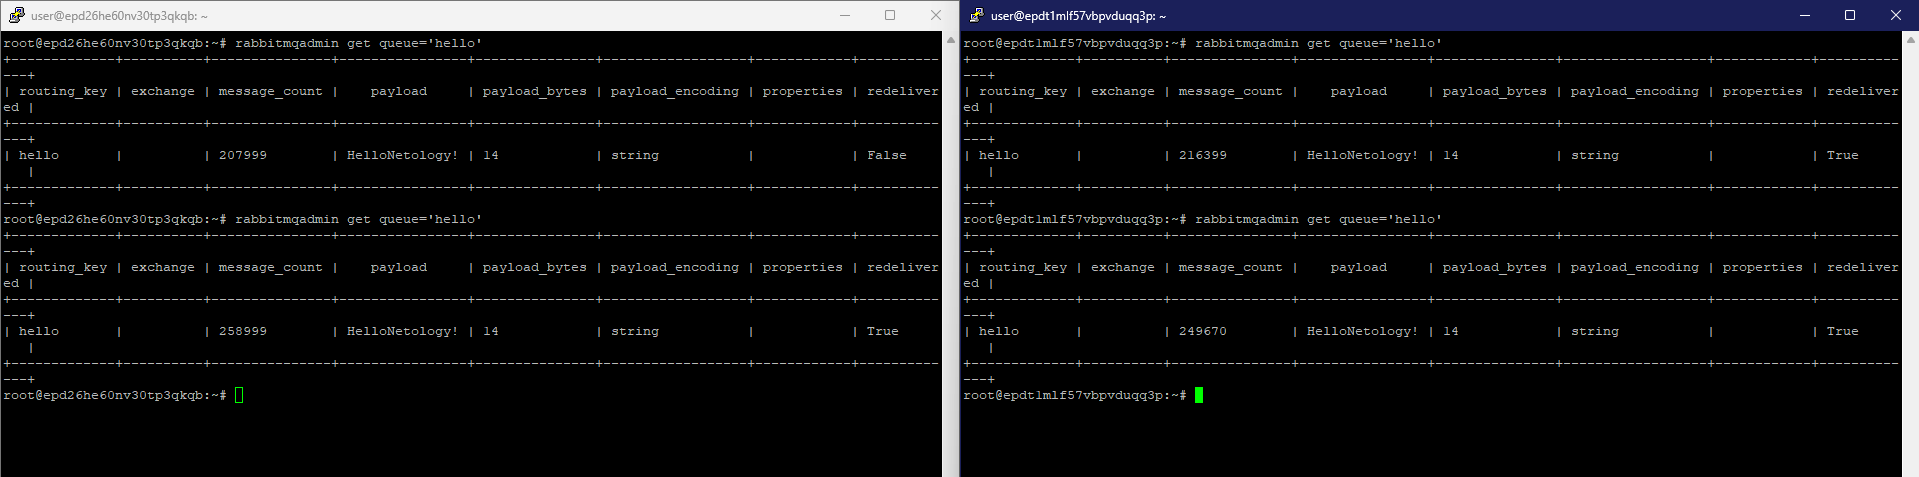 user@epd26he60nv30tp3qkqb: ~
root@epd26he60nv30tp3qkqb:~# rabbitmqadmin get queue='hello'
+-------------+----------+---------------+----------------+---------------+------------------+------------+----------
---+
| routing_key | exchange | message_count |    payload     | payload_bytes | payload_encoding | properties | redeliver
ed |
+-------------+----------+---------------+----------------+---------------+------------------+------------+----------
---+
| hello       |          | 207999        | HelloNetology! | 14            | string           |            | False
   |
+-------------+----------+---------------+----------------+---------------+------------------+------------+----------
---+
root@epd26he60nv30tp3qkqb:~# rabbitmqadmin get queue='hello'
+-------------+----------+---------------+----------------+---------------+------------------+------------+----------
---+
| routing_key | exchange | message_count |    payload     | payload_bytes | payload_encoding | properties | redeliver
ed |
+-------------+----------+---------------+----------------+---------------+------------------+------------+----------
---+
| hello       |          | 258999        | HelloNetology! | 14            | string           |            | True
   |
+-------------+----------+---------------+----------------+---------------+------------------+------------+----------
---+
root@epd26he60nv30tp3qkqb:~#
user@epdt1mlf57vbpvduqq3p: ~
root@epdt1mlf57vbpvduqq3p:~# rabbitmqadmin get queue='hello'
+-------------+----------+---------------+----------------+---------------+------------------+------------+----------
---+
| routing_key | exchange | message_count |    payload     | payload_bytes | payload_encoding | properties | redeliver
ed |
+-------------+----------+---------------+----------------+---------------+------------------+------------+----------
---+
| hello       |          | 216399        | HelloNetology! | 14            | string           |            | True
   |
+-------------+----------+---------------+----------------+---------------+------------------+------------+----------
---+
root@epdt1mlf57vbpvduqq3p:~# rabbitmqadmin get queue='hello'
+-------------+----------+---------------+----------------+---------------+------------------+------------+----------
---+
| routing_key | exchange | message_count |    payload     | payload_bytes | payload_encoding | properties | redeliver
ed |
+-------------+----------+---------------+----------------+---------------+------------------+------------+----------
---+
| hello       |          | 249670        | HelloNetology! | 14            | string           |            | True
   |
+-------------+----------+---------------+----------------+---------------+------------------+------------+----------
---+
root@epdt1mlf57vbpvduqq3p:~#